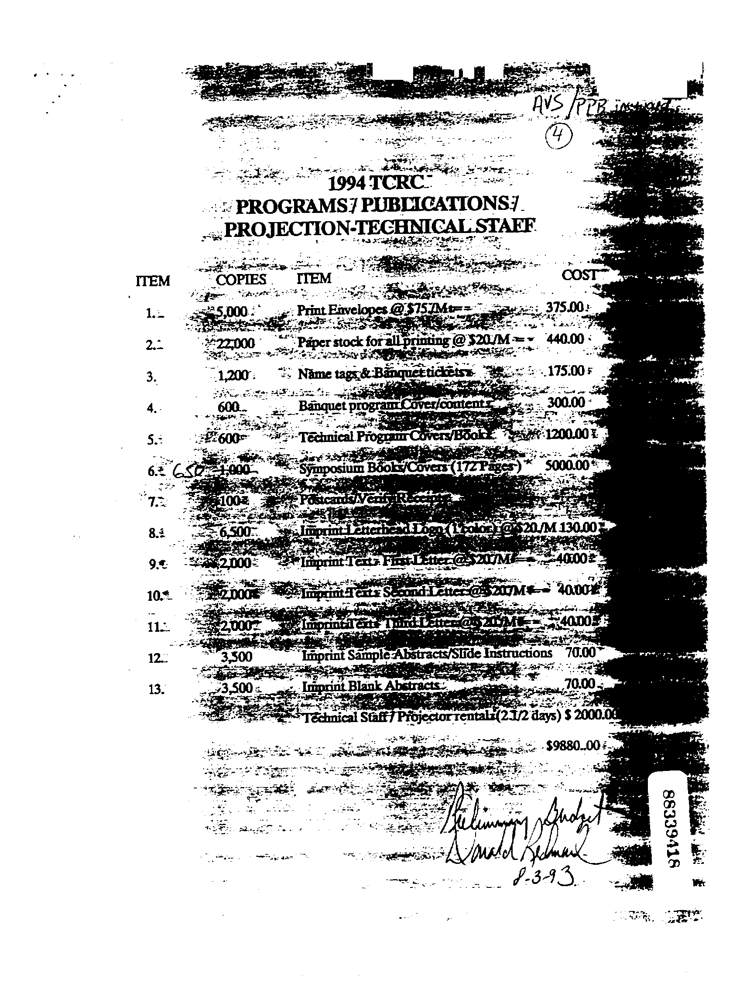 AVS/PPB
4
1994 TCRC
PROGRAMS / PUBLICATIONS /
PROJECTION-TECHNICAL STAFF
ITEM COPIES ITEM COST
1. 5,000 Print Envelopes @ $75./M = 375.00
2. 22,000 Paper stock for all printing @ $20./M = 440.00
3. 1,200 Name tags & Banquet tickets 175.00
4. 600 Banquet program Cover/contents 300.00
5. 600 Technical Program Covers/Books 1200.00
6. 650 1,000 Symposium Books/Covers (172 Pages) 5000.00
7. 100 Postcards/Verify Receipt
8. 6,500 Imprint Letterhead Logo (1 color) @ $20./M 130.00
9. 2,000 Imprint Text First Letter @ $20./M = 40.00
10. 2,000 Imprint Text Second Letter @ $20./M = 40.00
11. 2,000 Imprint Text Third Letter @ $20./M = 40.00
12. 3,500 Imprint Sample Abstracts/Slide Instructions 70.00
13. 3,500 Imprint Blank Abstracts 70.00
Technical Staff / Projector rentals (2 1/2 days) $ 2000.00
$9880.00
Preliminary Budget
Donald
8-3-93
88339418